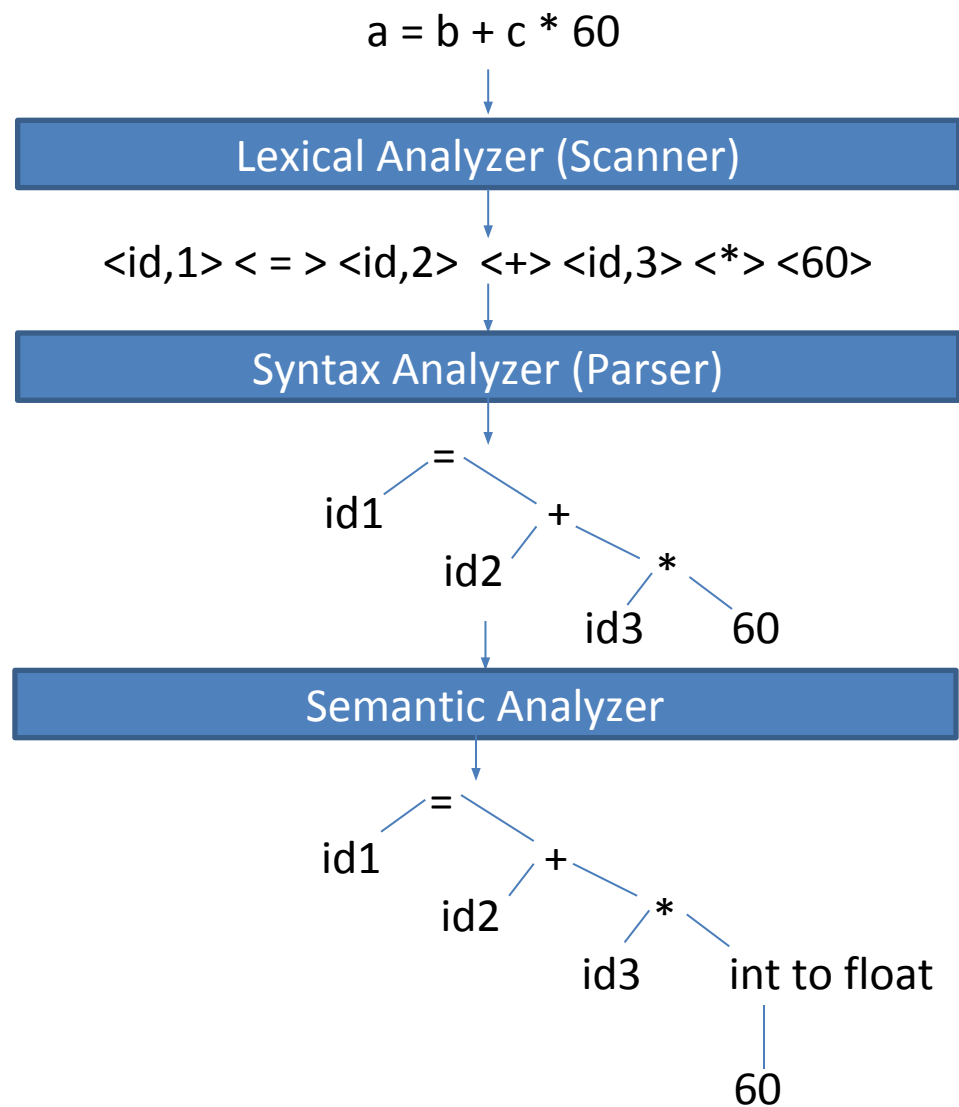 a = b + c * 60
Lexical Analyzer (Scanner)
<id,1> < = > <id,2> <+> <id,3> <*> <60>
Syntax Analyzer (Parser)
=
id1
+
id2
*
id3 60
Semantic Analyzer
=
id1
+
id2
*
id3 int to float
60